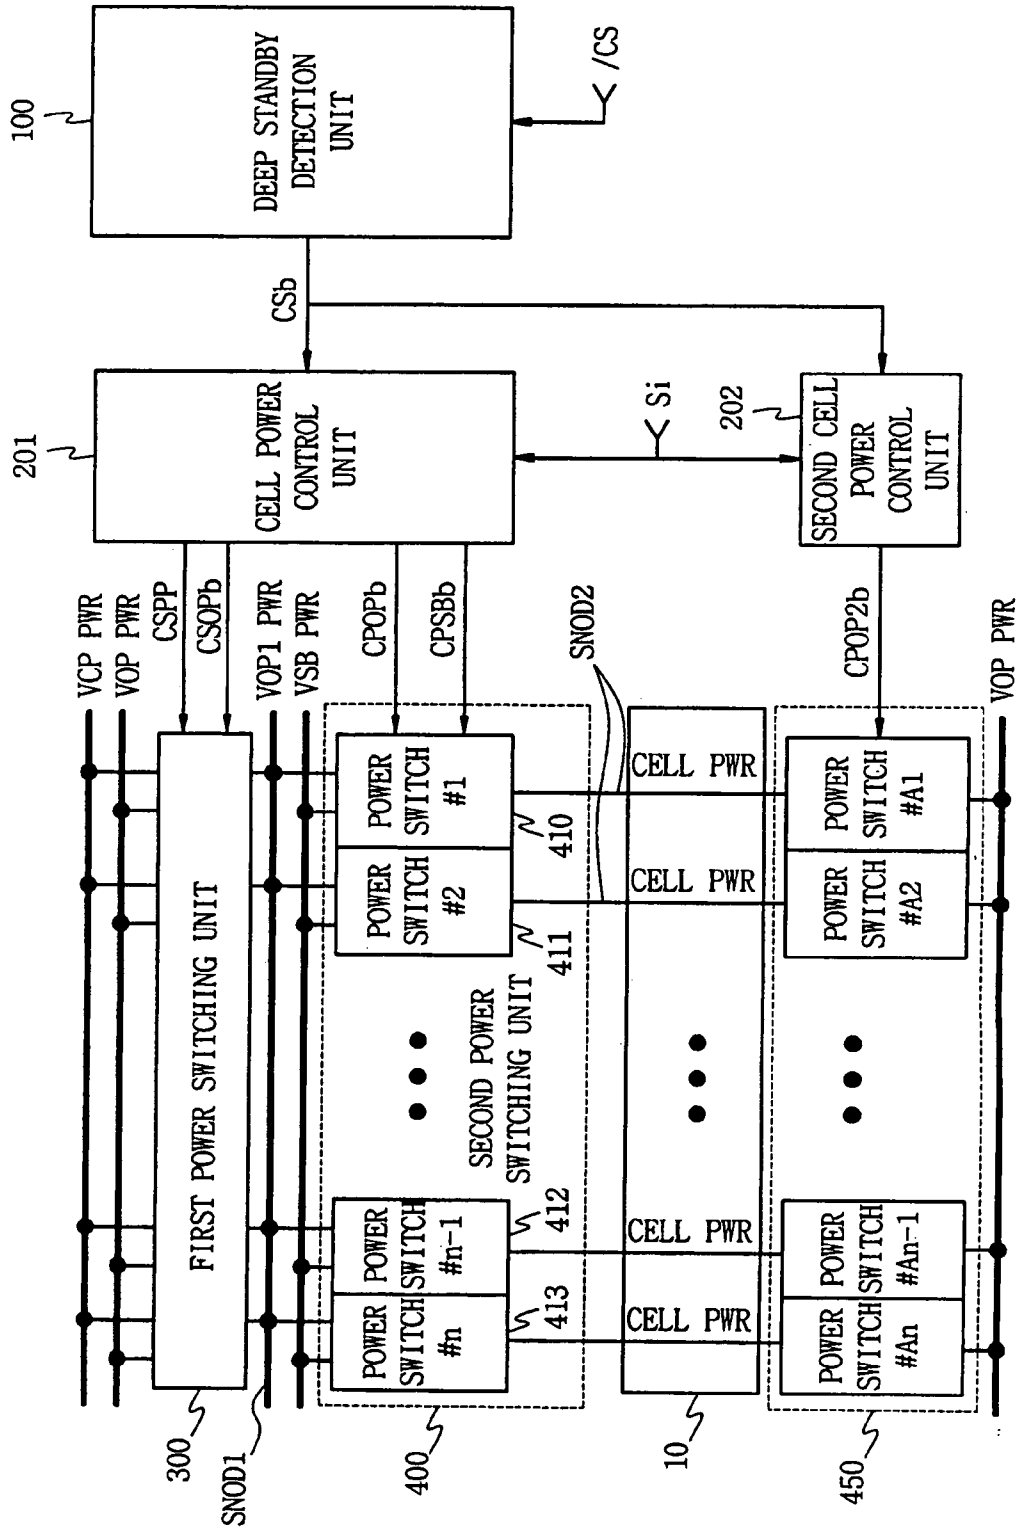 100
DEEP STANDBY
DETECTION
UNIT
/CS
CSb
201
CELL POWER
CONTROL
UNIT
Si
202
SECOND CELL
POWER
CONTROL
UNIT
VCP PWR
VOP PWR
CSPP
CSOPb
VOP1 PWR
VSB PWR
CPOPb
CPSBb
SNOD2
CPOP2b
VOP PWR
FIRST POWER SWITCHING UNIT
300
SNOD1
POWER
SWITCH
#1
410
POWER
SWITCH
#2
411
SECOND POWER
SWITCHING UNIT
POWER
SWITCH
#n-1
412
POWER
SWITCH
#n
413
400
CELL PWR
CELL PWR
CELL PWR
CELL PWR
10
POWER
SWITCH
#A1
POWER
SWITCH
#A2
POWER
SWITCH
#An-1
POWER
SWITCH
#An
450